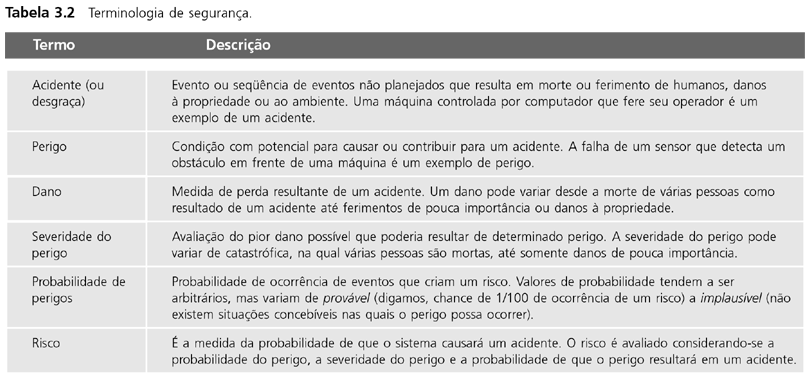 Tabela 3.2 Terminologia de segurança.
Termo Descrição
Acidente (ou Evento ou seqüência de eventos não planejados que resulta em morte ou ferimento de humanos, danos
desgraça) à propriedade ou ao ambiente. Uma máquina controlada por computador que fere seu operador é um
exemplo de um acidente.
Perigo Condição com potencial para causar ou contribuir para um acidente. A falha de um sensor que detecta um
obstáculo em frente de uma máquina é um exemplo de perigo.
Dano Medida de perda resultante de um acidente. Um dano pode variar desde a morte de várias pessoas como
resultado de um acidente até ferimentos de pouca importância ou danos à propriedade.
Severidade do Avaliação do pior dano possível que poderia resultar de determinado perigo. A severidade do perigo pode
perigo variar de catastrófica, na qual várias pessoas são mortas, até somente danos de pouca importância.
Probabilidade de Probabilidade de ocorrência de eventos que criam um risco. Valores de probabilidade tendem a ser
perigos arbitrários, mas variam de provável (digamos, chance de 1/100 de ocorrência de um risco) a implausível (não
existem situações concebíveis nas quais o perigo possa ocorrer).
Risco É a medida da probabilidade de que o sistema causará um acidente. O risco é avaliado considerando-se a
probabilidade do perigo, a severidade do perigo e a probabilidade de que o perigo resultará em um acidente.